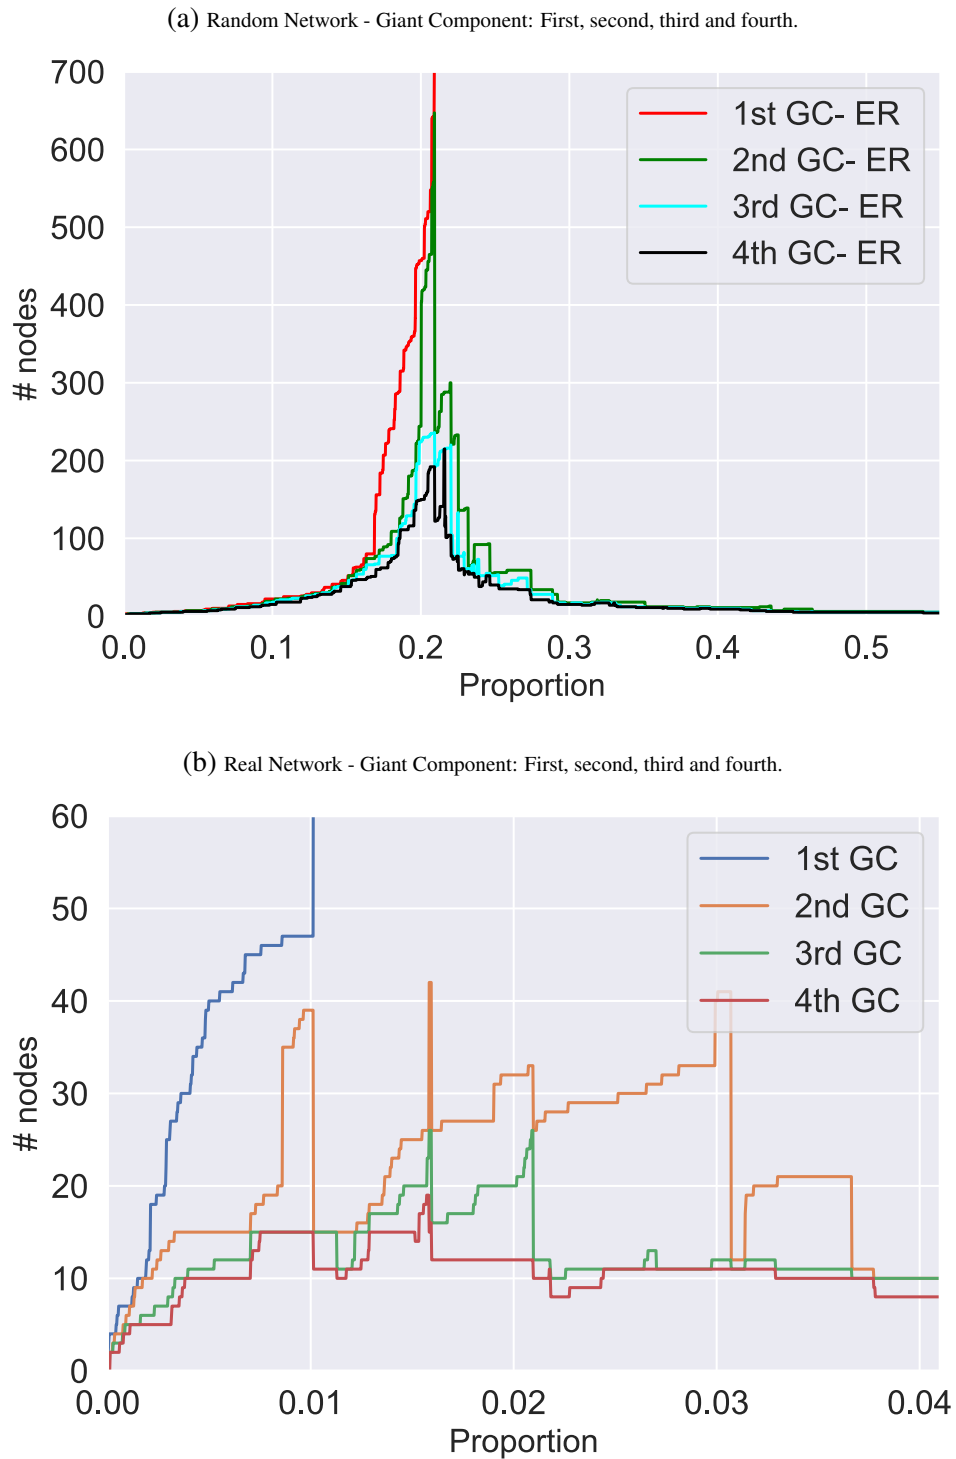 (a) Random Network - Giant Component: First, second, third and fourth.
700
600
500
400
300
200
100
0
# nodes
1st GC- ER
2nd GC- ER
3rd GC- ER
4th GC- ER
0.0 0.1 0.2 0.3 0.4 0.5
Proportion
(b) Real Network - Giant Component: First, second, third and fourth.
60
50
40
30
20
10
0
# nodes
1st GC
2nd GC
3rd GC
4th GC
0.00 0.01 0.02 0.03 0.04
Proportion